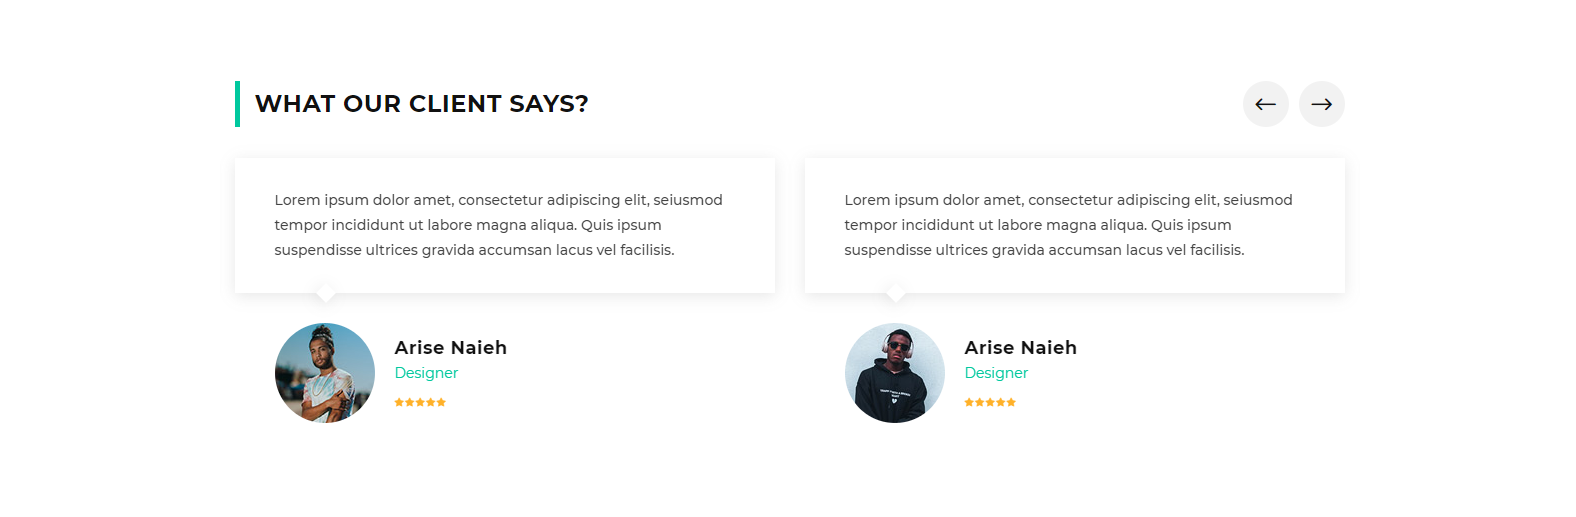 WHAT OUR CLIENT SAYS?
Lorem ipsum dolor amet, consectetur adipiscing elit, seiusmod
tempor incididunt ut labore magna aliqua. Quis ipsum
suspendisse ultrices gravida accumsan lacus vel facilisis.
Arise Naieh
Designer
Lorem ipsum dolor amet, consectetur adipiscing elit, seiusmod
tempor incididunt ut labore magna aliqua. Quis ipsum
suspendisse ultrices gravida accumsan lacus vel facilisis.
Arise Naieh
Designer